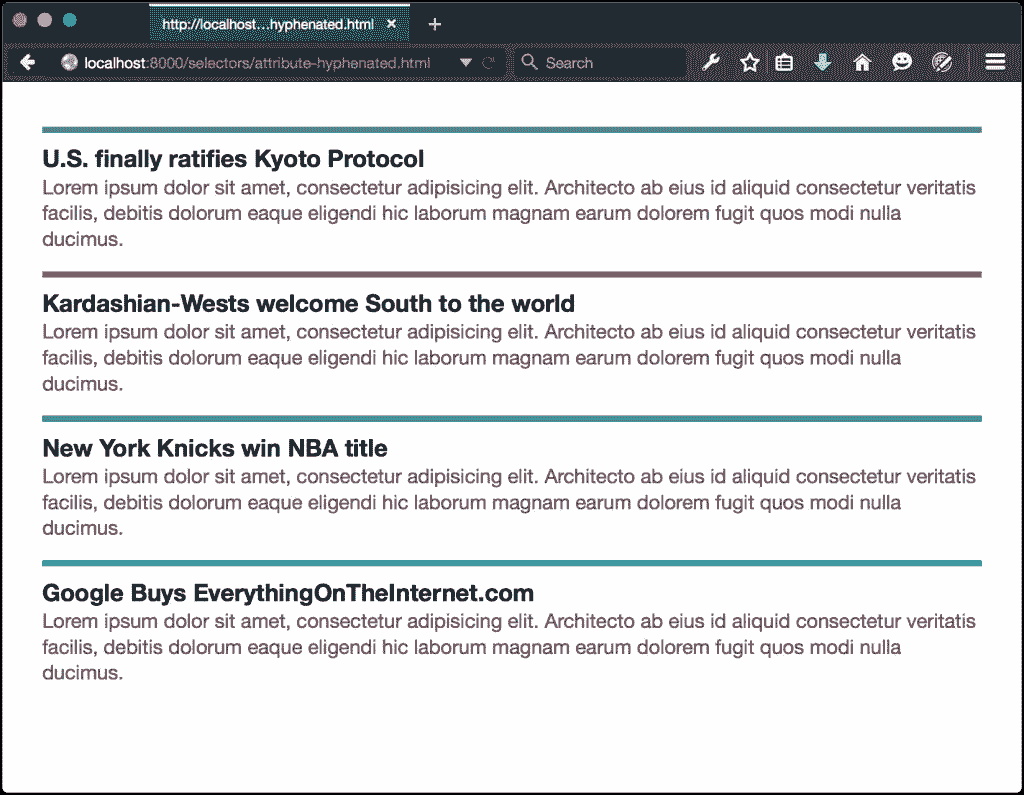 http://localhost...hyphenated.html × +
localhost:8000/selectors/attribute-hyphenated.html Search
U.S. finally ratifies Kyoto Protocol
Lorem ipsum dolor sit amet, consectetur adipisicing elit. Architecto ab eius id aliquid consectetur veritatis
facilis, debitis dolorum eaque eligendi hic laborum magnam earum dolorem fugit quos modi nulla
ducimus.
Kardashian-Wests welcome South to the world
Lorem ipsum dolor sit amet, consectetur adipisicing elit. Architecto ab eius id aliquid consectetur veritatis
facilis, debitis dolorum eaque eligendi hic laborum magnam earum dolorem fugit quos modi nulla
ducimus.
New York Knicks win NBA title
Lorem ipsum dolor sit amet, consectetur adipisicing elit. Architecto ab eius id aliquid consectetur veritatis
facilis, debitis dolorum eaque eligendi hic laborum magnam earum dolorem fugit quos modi nulla
ducimus.
Google Buys EverythingOnTheInternet.com
Lorem ipsum dolor sit amet, consectetur adipisicing elit. Architecto ab eius id aliquid consectetur veritatis
facilis, debitis dolorum eaque eligendi hic laborum magnam earum dolorem fugit quos modi nulla
ducimus.